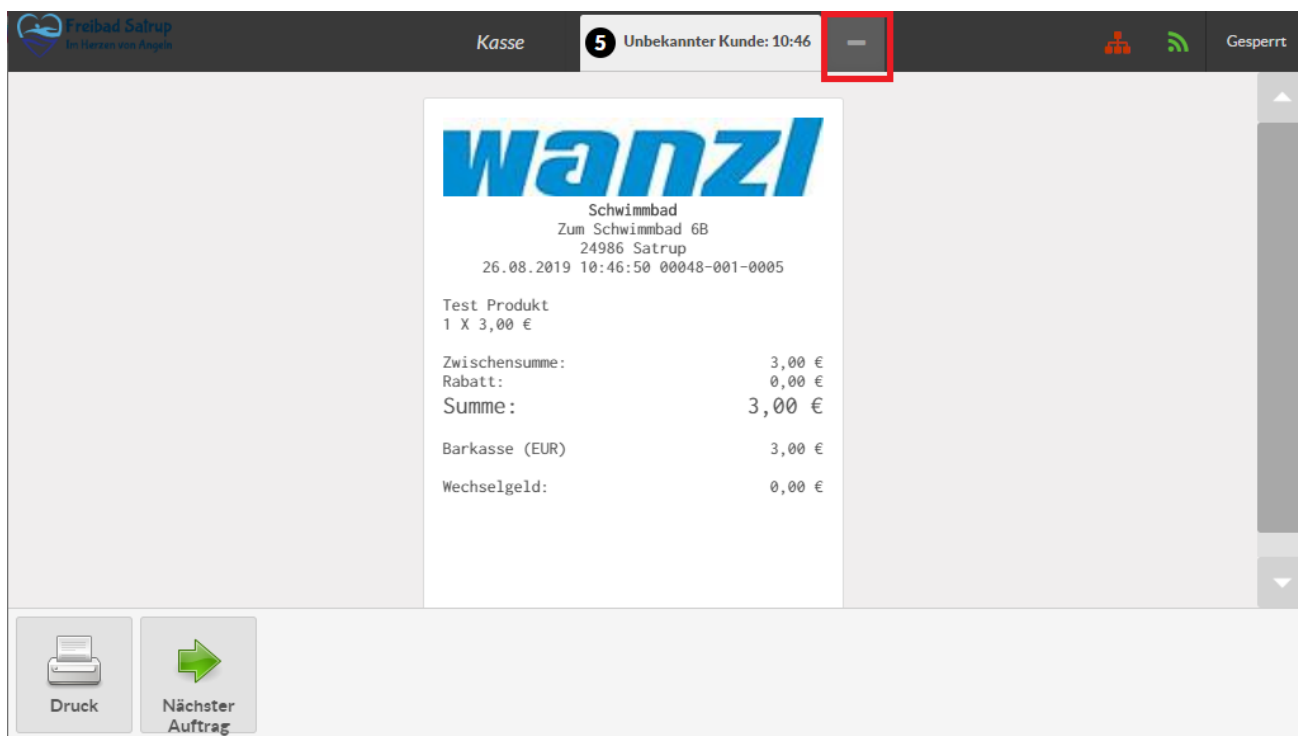 Freibad Satrup
Im Herzen von Angeln
Kasse
5 Unbekannter Kunde: 10:46
Gesperrt
wanzl
Schwimmbad
Zum Schwimmbad 6B
24986 Satrup
26.08.2019 10:46:50 00048-001-0005
Test Produkt
1 X 3,00 €
Zwischensumme: 3,00 €
Rabatt: 0,00 €
Summe: 3,00 €
Barkasse (EUR) 3,00 €
Wechselgeld: 0,00 €
Druck
Nächster
Auftrag